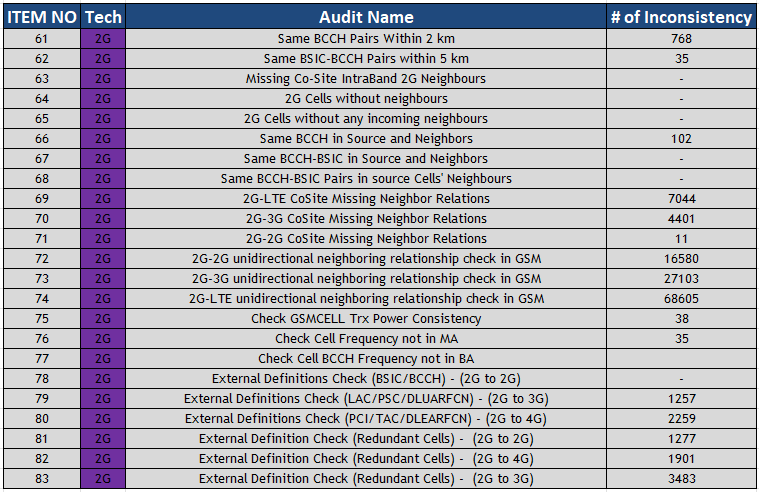 ITEM NO Tech Audit Name # of Inconsistency
61 2G Same BCCH Pairs Within 2 km 768
62 2G Same BSIC-BCCH Pairs within 5 km 35
63 2G Missing Co-Site IntraBand 2G Neighbours -
64 2G 2G Cells without neighbours -
65 2G 2G Cells without any incoming neighbours -
66 2G Same BCCH in Source and Neighbors 102
67 2G Same BCCH-BSIC in Source and Neighbors -
68 2G Same BCCH-BSIC Pairs in source Cells' Neighbours -
69 2G 2G-LTE CoSite Missing Neighbor Relations 7044
70 2G 2G-3G CoSite Missing Neighbor Relations 4401
71 2G 2G-2G CoSite Missing Neighbor Relations 11
72 2G 2G-2G unidirectional neighboring relationship check in GSM 16580
73 2G 2G-3G unidirectional neighboring relationship check in GSM 27103
74 2G 2G-LTE unidirectional neighboring relationship check in GSM 68605
75 2G Check GSMCELL Trx Power Consistency 38
76 2G Check Cell Frequency not in MA 35
77 2G Check Cell BCCH Frequency not in BA
78 2G External Definitions Check (BSIC/BCCH) - (2G to 2G) -
79 2G External Definitions Check (LAC/PSC/DLUARFCN) - (2G to 3G) 1257
80 2G External Definitions Check (PCI/TAC/DLEARFCN) - (2G to 4G) 2259
81 2G External Definition Check (Redundant Cells) - (2G to 2G) 1277
82 2G External Definition Check (Redundant Cells) - (2G to 4G) 1901
83 2G External Definition Check (Redundant Cells) - (2G to 3G) 3483